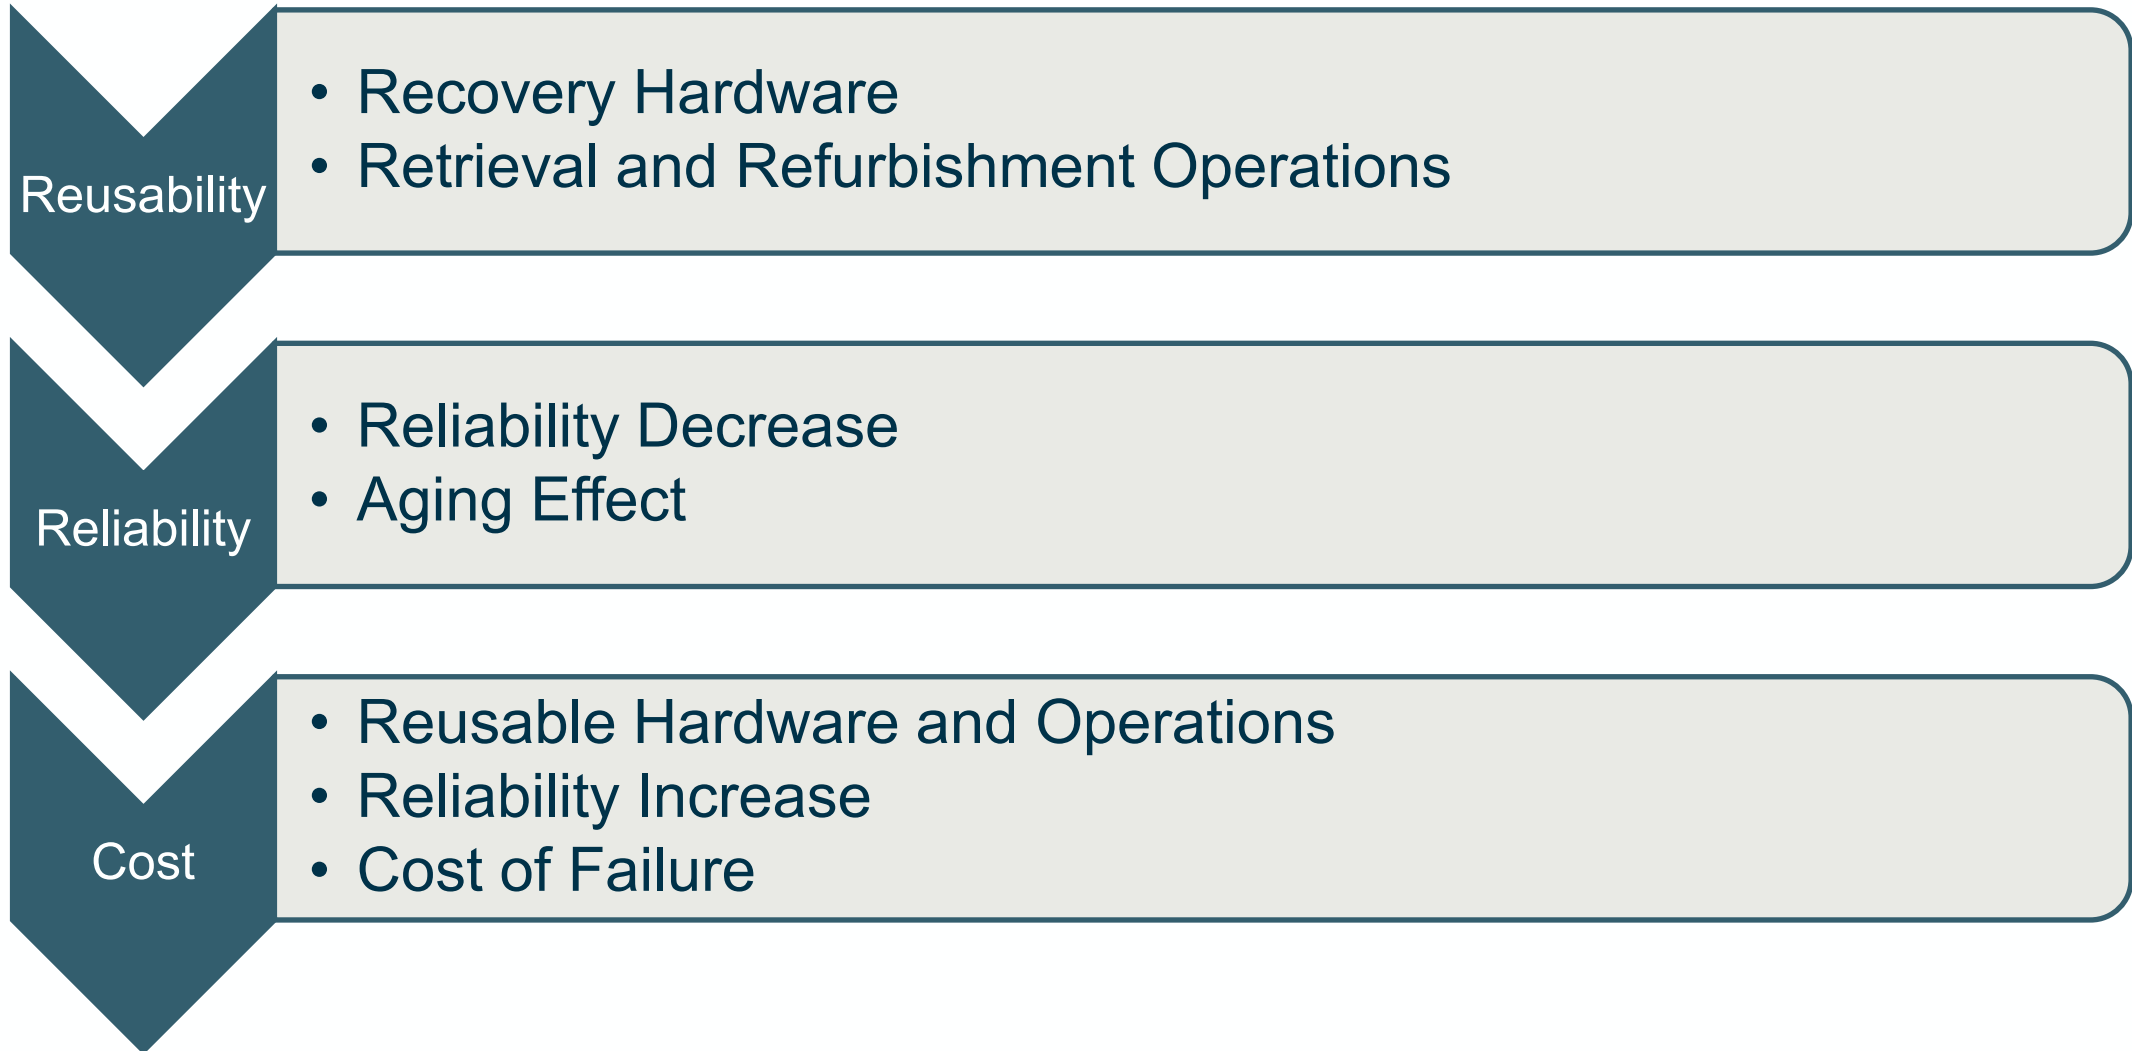 Reusability
• Recovery Hardware
• Retrieval and Refurbishment Operations
Reliability
• Reliability Decrease
• Aging Effect
Cost
• Reusable Hardware and Operations
• Reliability Increase
• Cost of Failure